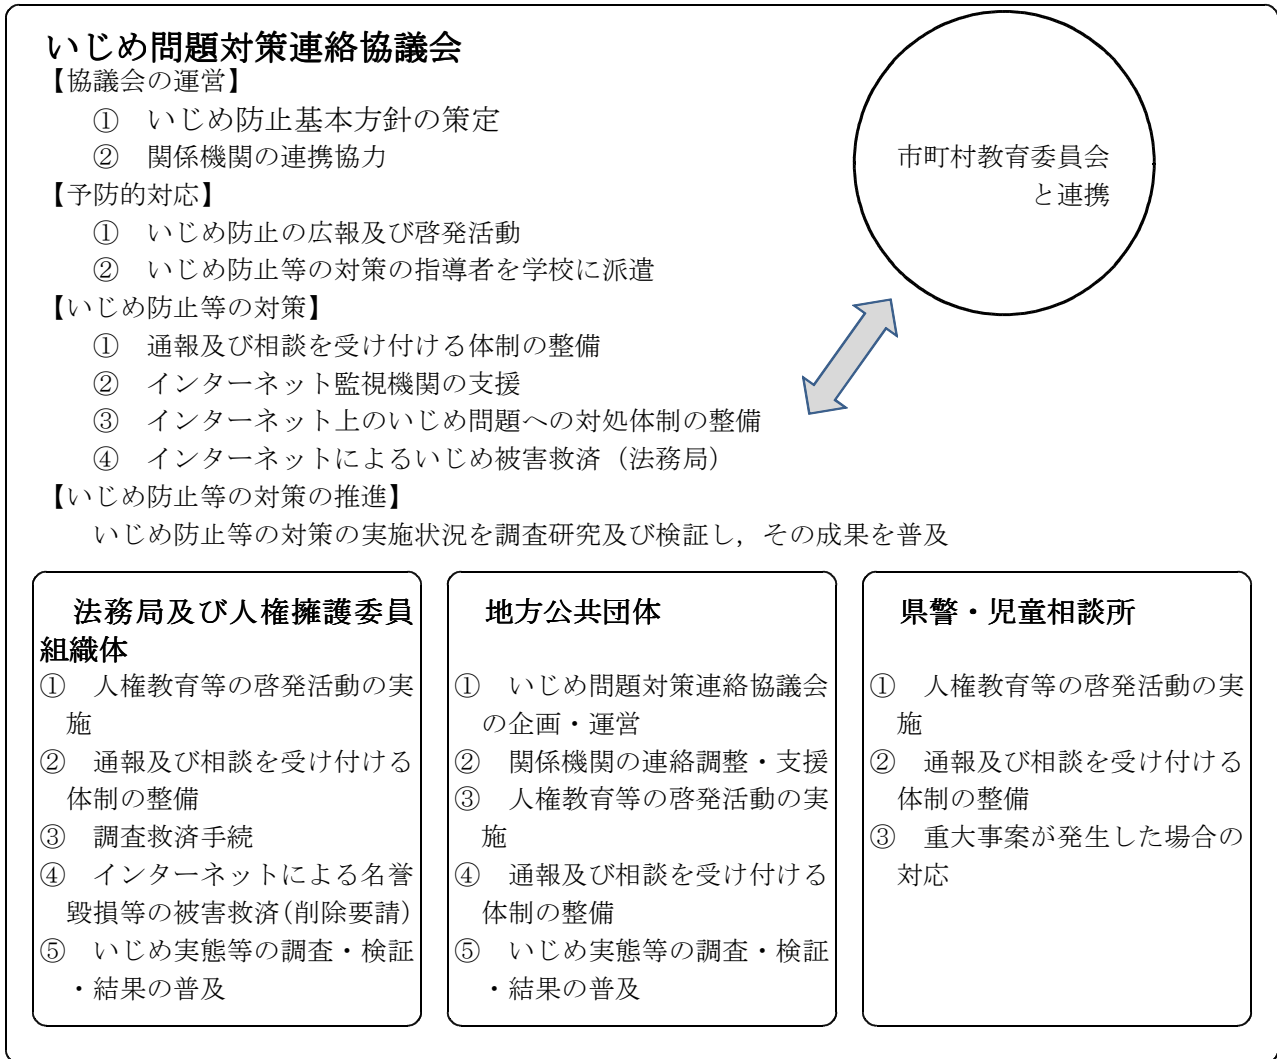 いじめ問題対策連絡協議会
【協議会の運営】
① いじめ防止基本方針の策定
② 関係機関の連携協力
【予防的対応】
① いじめ防止の広報及び啓発活動
② いじめ防止等の対策の指導者を学校に派遣
【いじめ防止等の対策】
① 通報及び相談を受け付ける体制の整備
② インターネット監視機関の支援
③ インターネット上のいじめ問題への対処体制の整備
④ インターネットによるいじめ被害救済（法務局）
【いじめ防止等の対策の推進】
いじめ防止等の対策の実施状況を調査研究及び検証し，その成果を普及
市町村教育委員会
と連携
法務局及び人権擁護委員
組織体
① 人権教育等の啓発活動の実
施
② 通報及び相談を受け付ける
体制の整備
③ 調査救済手続
④ インターネットによる名誉
毀損等の被害救済(削除要請)
⑤ いじめ実態等の調査・検証
・結果の普及
地方公共団体
① いじめ問題対策連絡協議会
の企画・運営
② 関係機関の連絡調整・支援
③ 人権教育等の啓発活動の実
施
④ 通報及び相談を受け付ける
体制の整備
⑤ いじめ実態等の調査・検証
・結果の普及
県警・児童相談所
① 人権教育等の啓発活動の実
施
② 通報及び相談を受け付ける
体制の整備
③ 重大事案が発生した場合の
対応